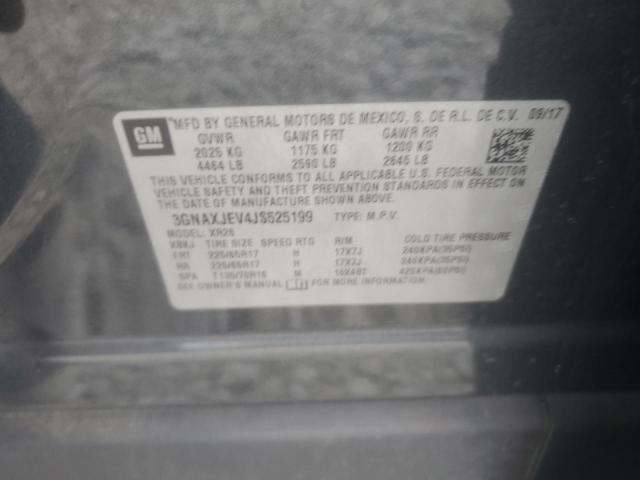 GM
*MFD BY GENERAL MOTORS DE MEXICO, S. DE R.L. DE C.V. 09/17
GVWR GAWR FRT GAWR RR
2025 KG 1175 KG 1200 KG
4464 LB 2590 LB 2645 LB
THIS VEHICLE CONFORMS TO ALL APPLICABLE U.S. FEDERAL MOTOR
VEHICLE SAFETY AND BUMPER STANDARDS IN EFFECT ON
THE DATE OF MANUFACTURE SHOWN ABOVE.
3GNAXJEV4JS525199 TYPE: M.P.V.
MODEL: XR26
XBKJ TIRE SIZE SPEED RTG RIM COLD TIRE PRESSURE
FRT 225/65R17 H 17X7J 240KPA(35PSI)
RR 225/65R17 H 17X7J 240KPA(35PSI)
SPA T135/70R16 M 16X4BT 420KPA(60PSI)
SEE OWNER'S MANUAL FOR MORE INFORMATION.